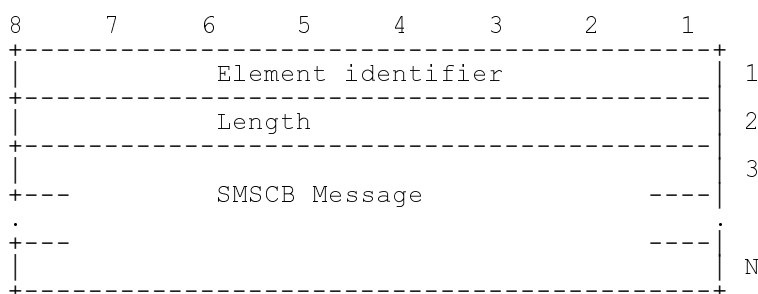 8 7 6 5 4 3 2 1
Element identifier 1
Length 2
3
SMSCB Message
N